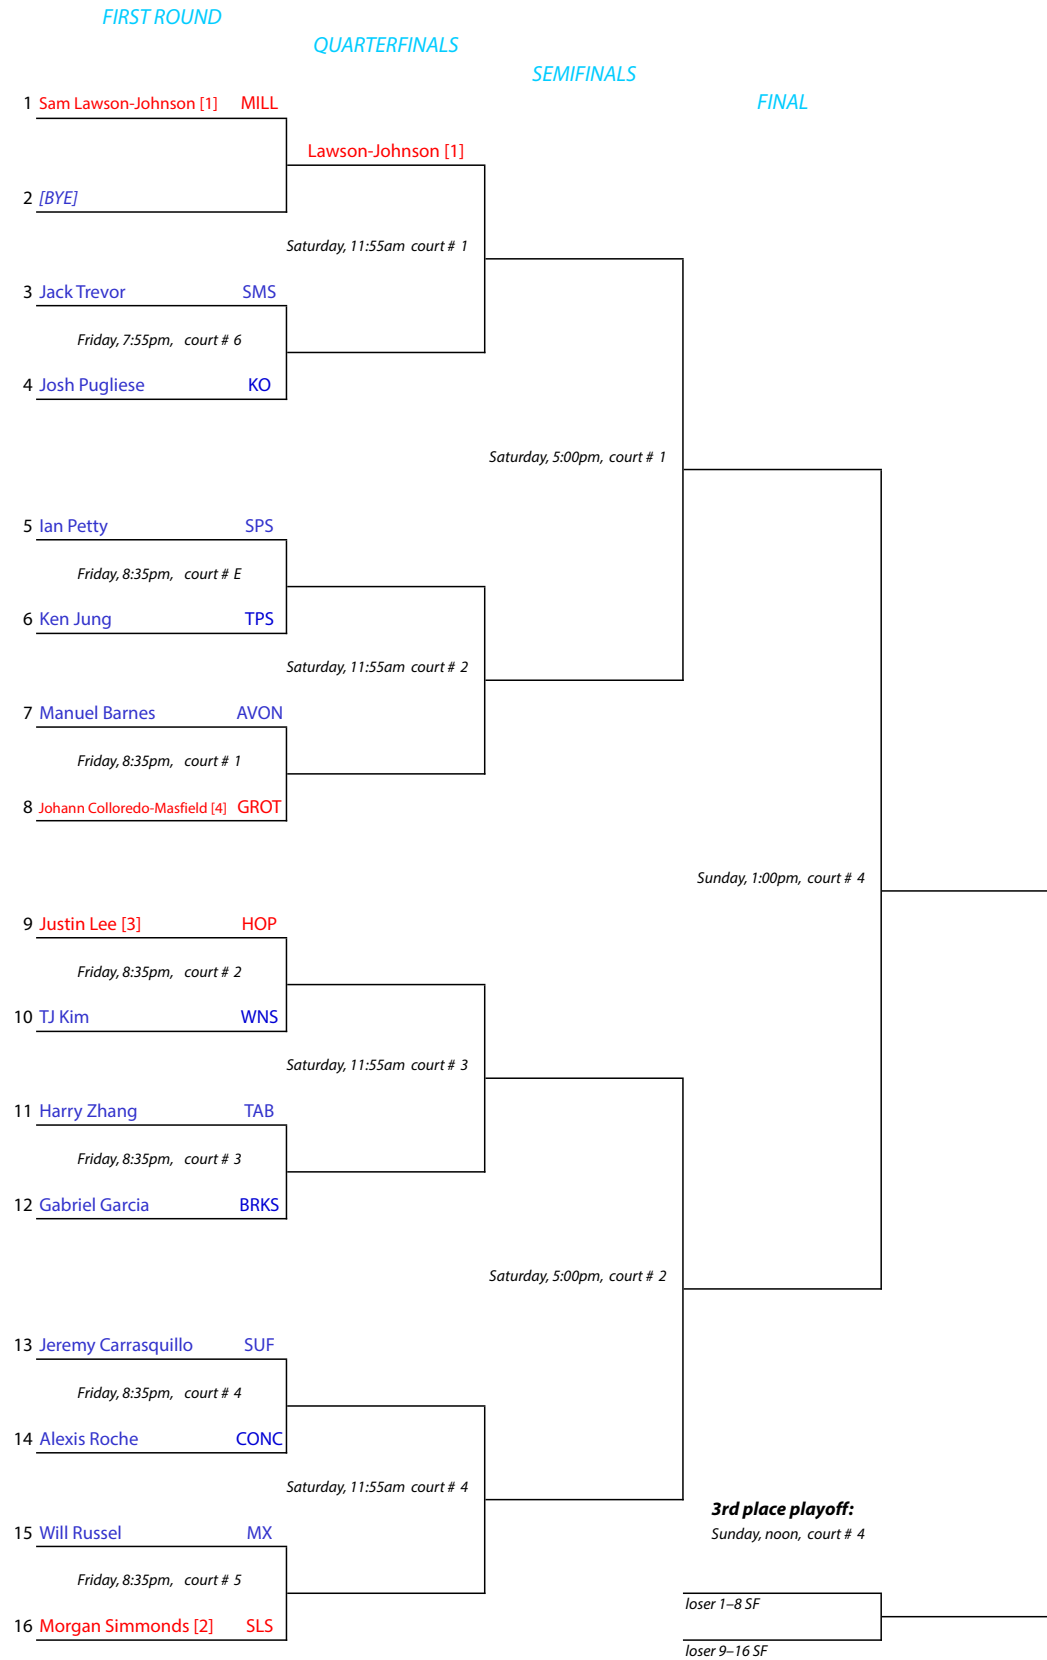 FIRST ROUND
QUARTERFINALS
SEMIFINALS
FINAL
1 Sam Lawson-Johnson [1] MILL
Lawson-Johnson [1]
2 [BYE]
Saturday, 11:55am court # 1
3 Jack Trevor SMS
Friday, 7:55pm, court # 6
4 Josh Pugliese KO
Saturday, 5:00pm, court # 1
5 Ian Petty SPS
Friday, 8:35pm, court # E
6 Ken Jung TPS
Saturday, 11:55am court # 2
7 Manuel Barnes AVON
Friday, 8:35pm, court # 1
8 Johann Colloredo-Masfield [4] GROT
Sunday, 1:00pm, court # 4
9 Justin Lee [3] HOP
Friday, 8:35pm, court # 2
10 TJ Kim WNS
Saturday, 11:55am court # 3
11 Harry Zhang TAB
Friday, 8:35pm, court # 3
12 Gabriel Garcia BRKS
Saturday, 5:00pm, court # 2
13 Jeremy Carrasquillo SUF
Friday, 8:35pm, court # 4
14 Alexis Roche CONC
Saturday, 11:55am court # 4
3rd place playoff:
15 Will Russel MX
Sunday, noon, court # 4
Friday, 8:35pm, court # 5
loser 1–8 SF
16 Morgan Simmonds [2] SLS
loser 9–16 SF